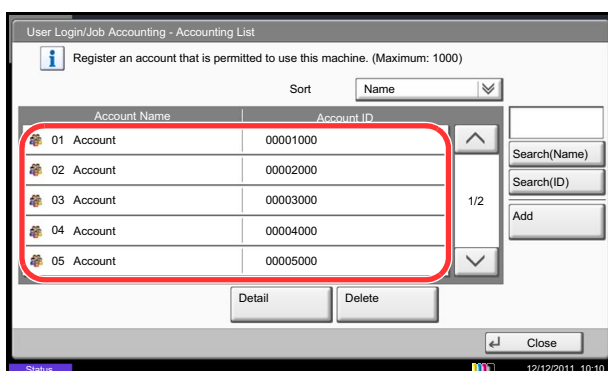 User Login/Job Accounting - Accounting List
Register an account that is permitted to use this machine. (Maximum: 1000)
Sort Name
Account Name Account ID
01 Account 00001000
02 Account 00002000
03 Account 00003000
04 Account 00004000
05 Account 00005000
1/2
Search(Name)
Search(ID)
Add
Detail Delete
Close
Status 12/12/2011 10:10